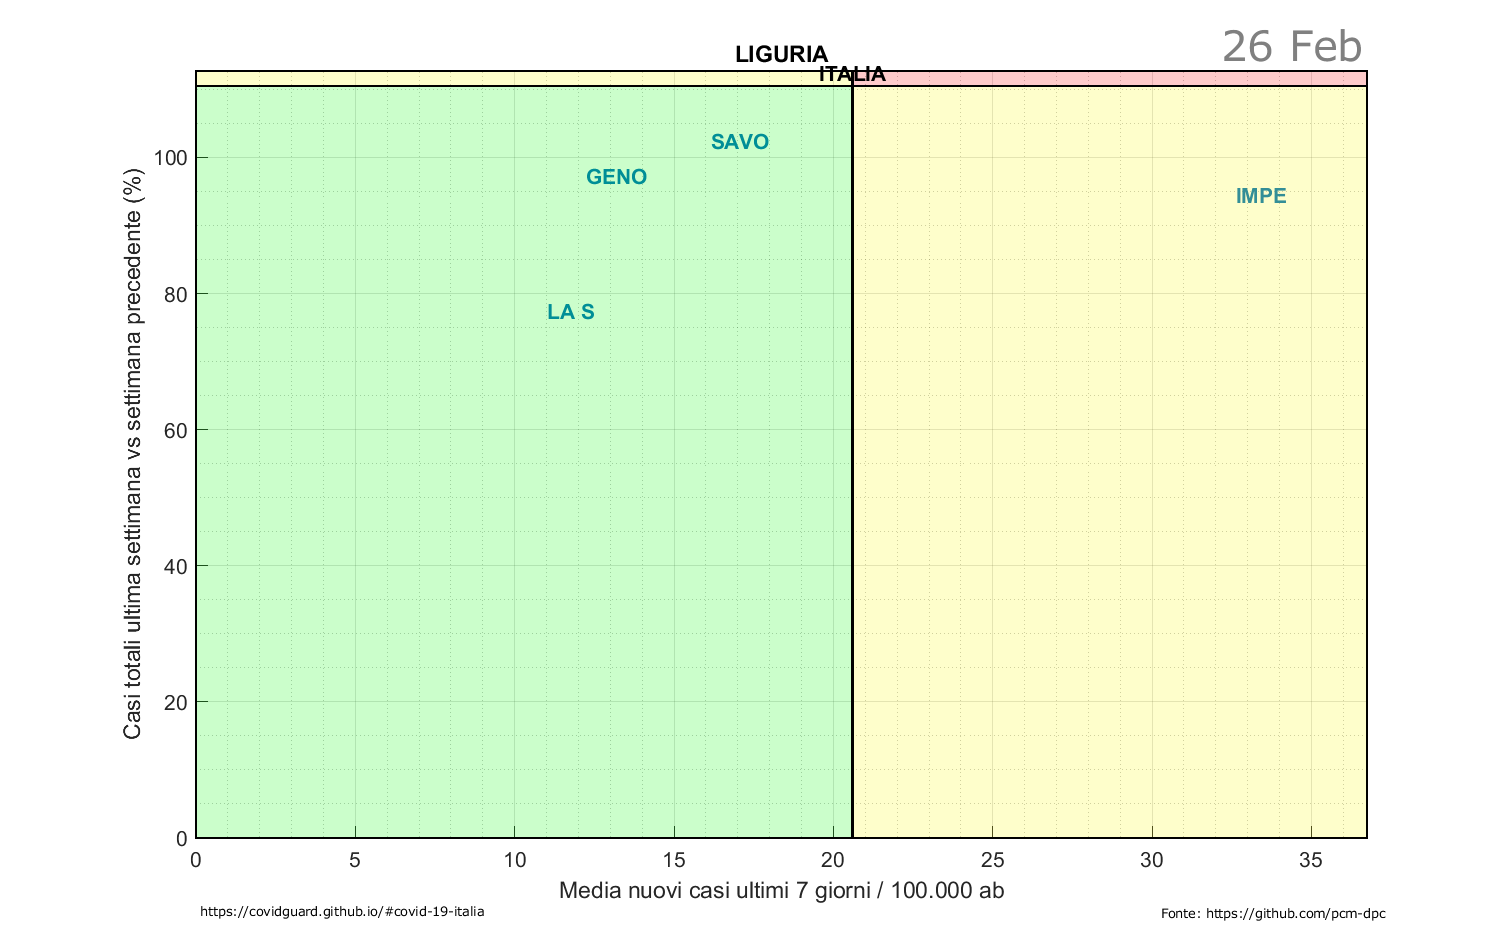 26 Feb
LIGURIA
ITALIA
SAVO
GENO
IMPE
LA S
Casi totali ultima settimana vs settimana precedente (%)
100
80
60
40
20
0
0 5 10 15 20 25 30 35
Media nuovi casi ultimi 7 giorni / 100.000 ab
https://covidguard.github.io/#covid-19-italia
Fonte: https://github.com/pcm-dpc